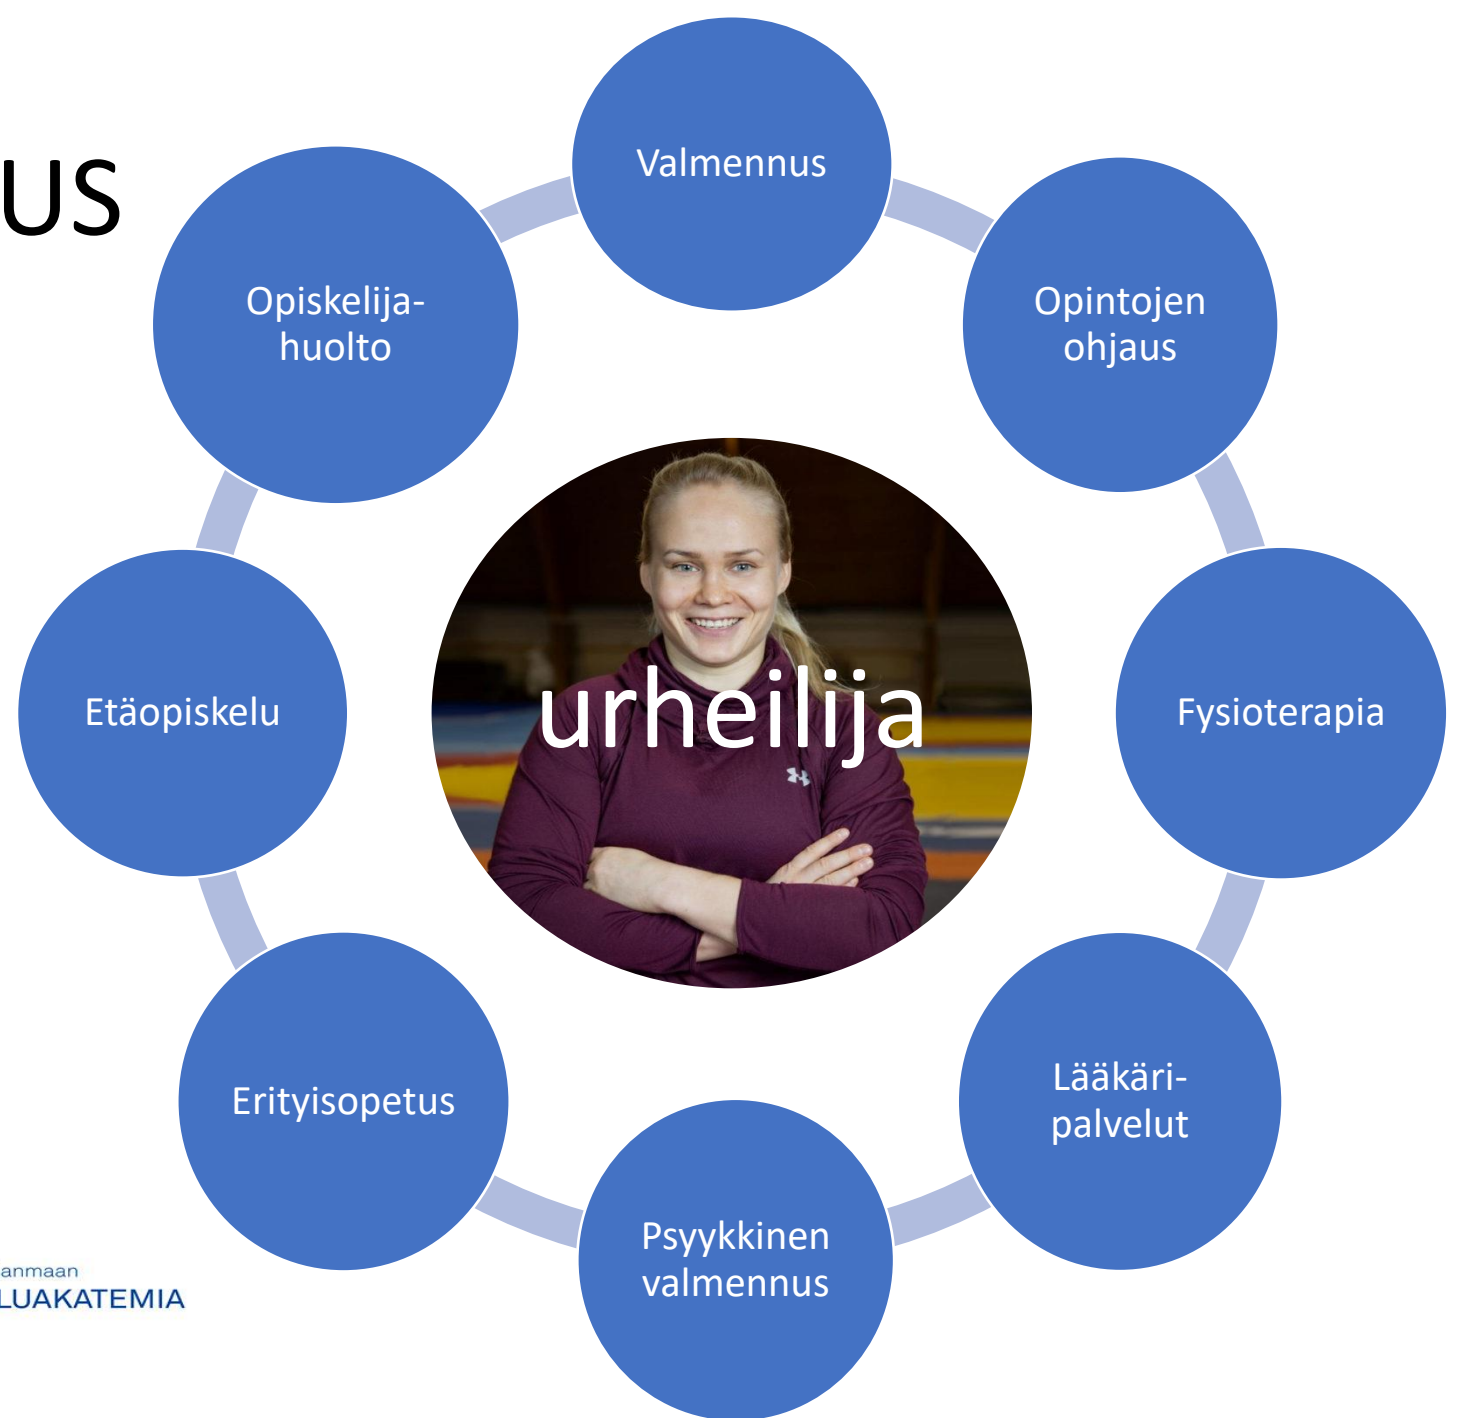 US
Valmennus
Opintojen
ohjaus
Fysioterapia
Lääkäri-
palvelut
Psyykkinen
valmennus
Erityisopetus
Etäopiskelu
Opiskelija-
huolto
urheilija
anmaan
LUAKATEMIA